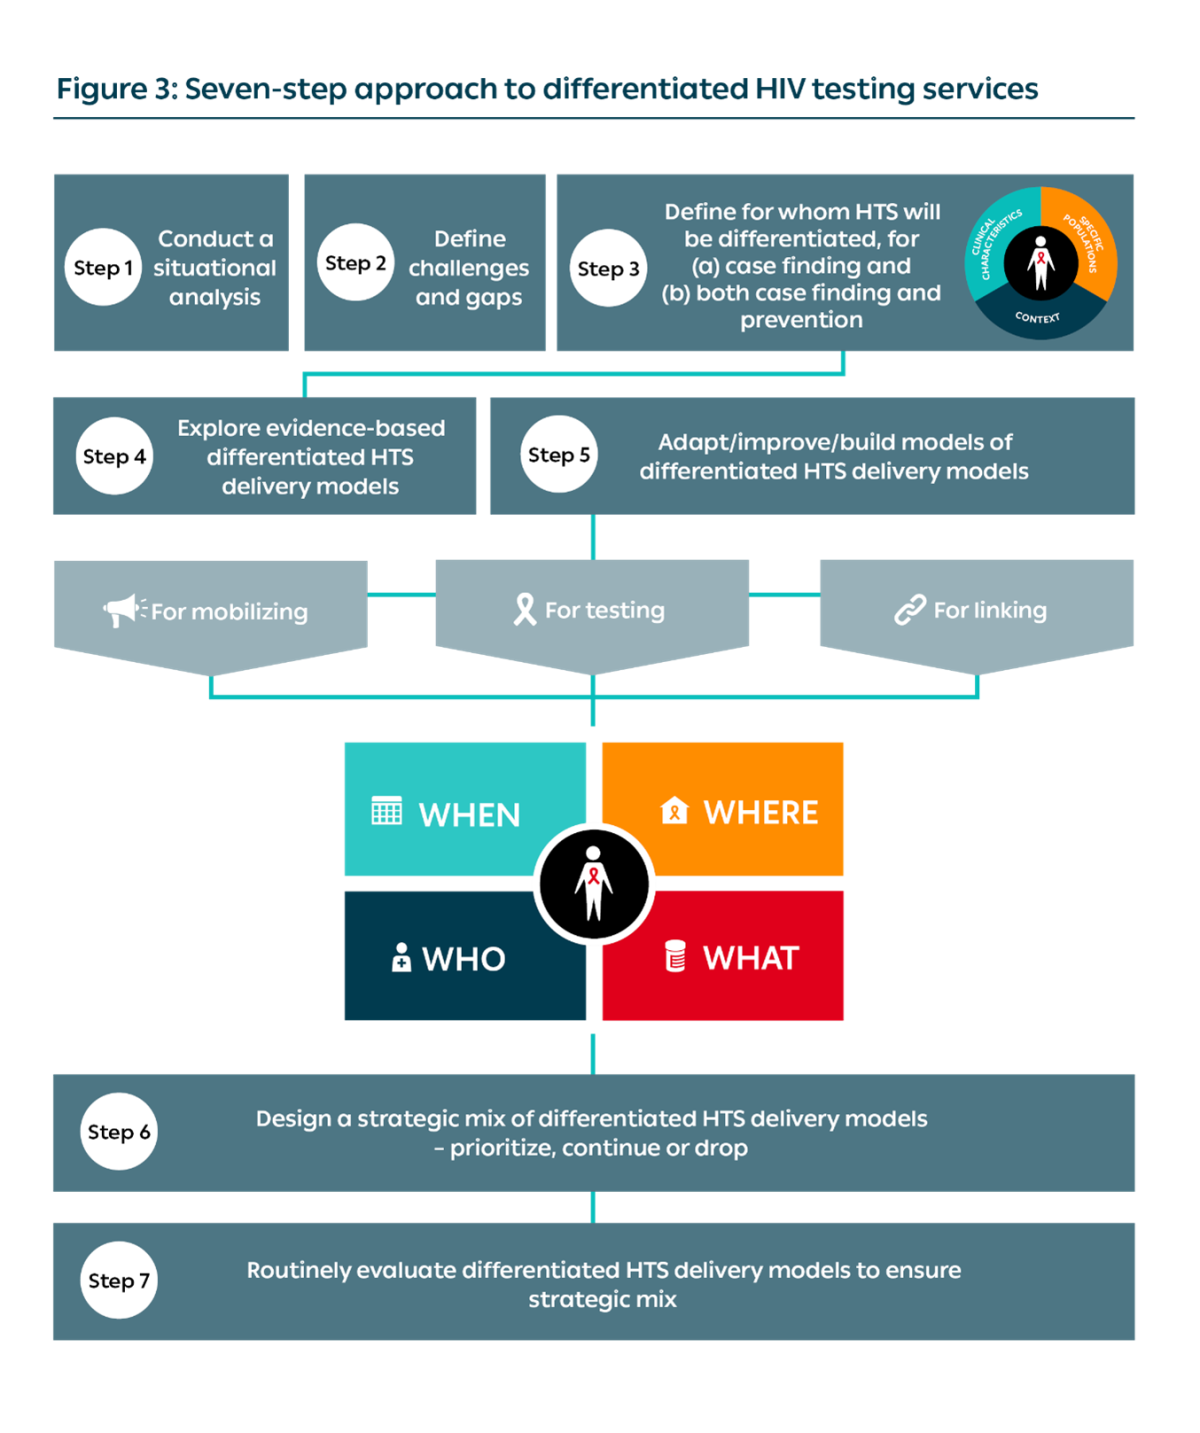 Figure 3: Seven-step approach to differentiated HIV testing services
Step 1
Conduct a
situational
analysis
Step 2
Define
challenges
and gaps
Step 3
Define for whom HTS will
be differentiated, for
(a) case finding and
(b) both case finding and
prevention
CLINICAL
CHARACTERISTICS
SPECIFIC
POPULATIONS
CONTEXT
Step 4
Explore evidence-based
differentiated HTS
delivery models
Step 5
Adapt/improve/build models of
differentiated HTS delivery models
For mobilizing
For testing
For linking
WHEN
WHERE
WHO
WHAT
Step 6
Design a strategic mix of differentiated HTS delivery models
– prioritize, continue or drop
Step 7
Routinely evaluate differentiated HTS delivery models to ensure
strategic mix